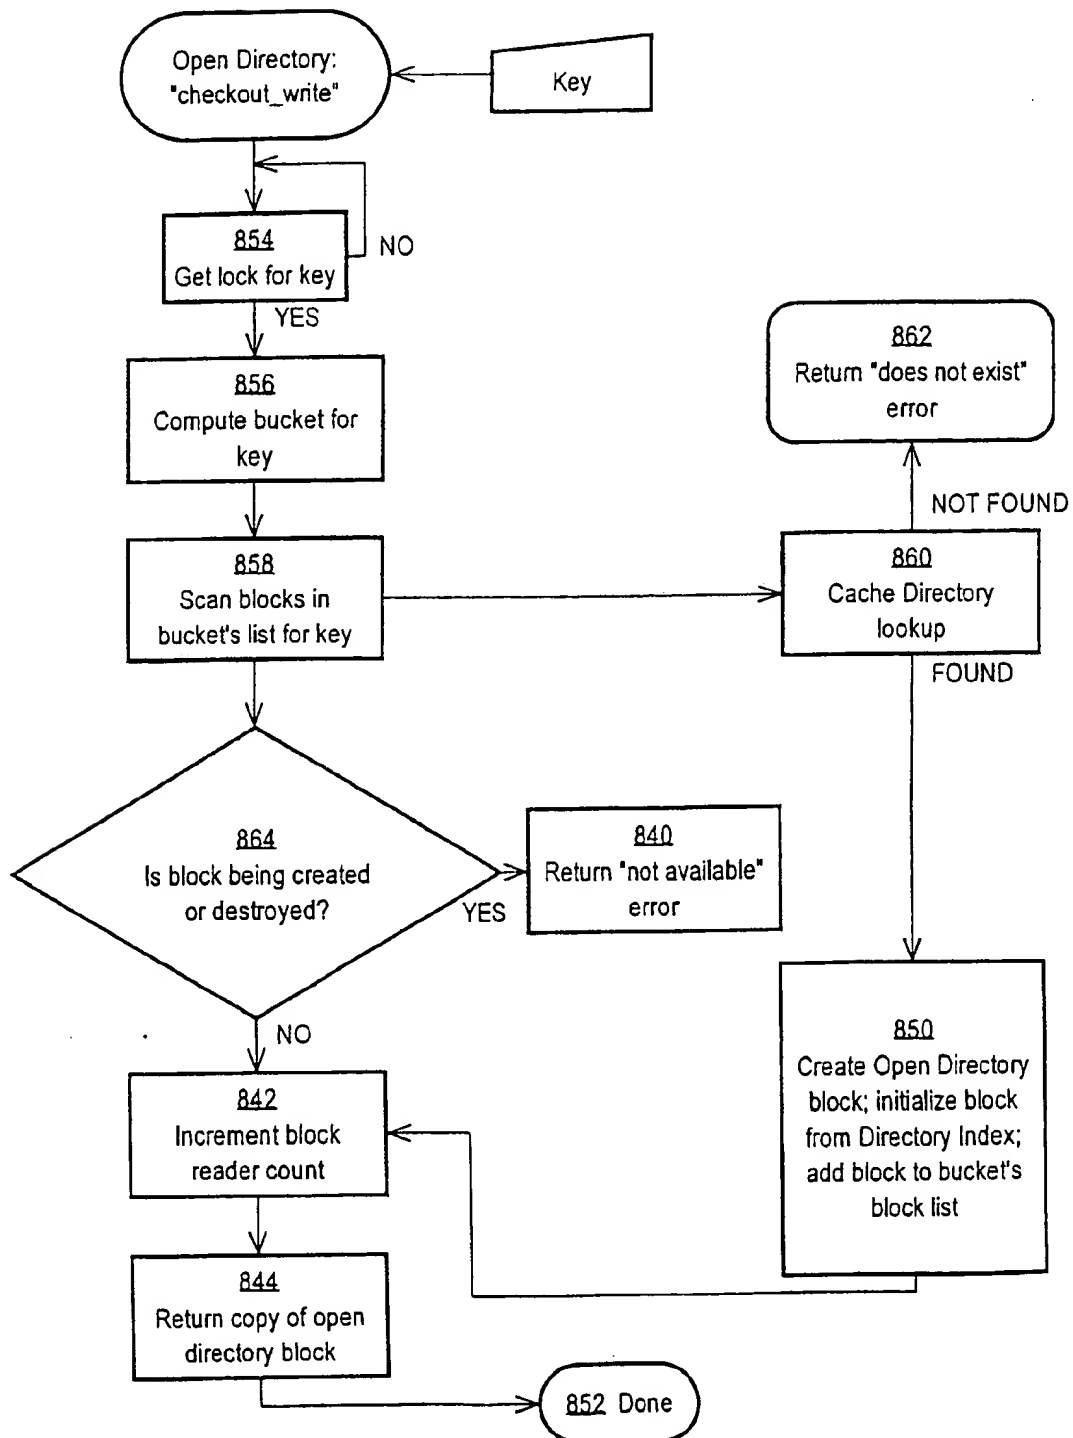 Open Directory:
"checkout_write"
Key
854
Get lock for key
NO
YES
856
Compute bucket for
key
862
Return "does not exist"
error
NOT FOUND
858
Scan blocks in
bucket's list for key
860
Cache Directory
lookup
FOUND
864
Is block being created
or destroyed?
YES
840
Return "not available"
error
NO
850
Create Open Directory
block; initialize block
from Directory Index;
add block to bucket's
block list
842
Increment block
reader count
844
Return copy of open
directory block
852 Done